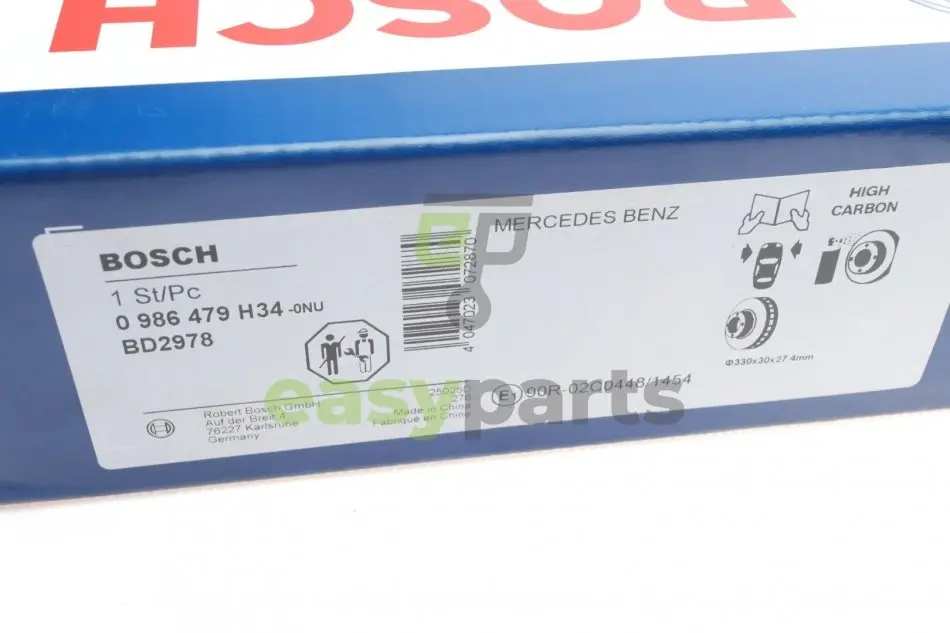 BOSCH
BOSCH
1 St/Pc
0 986 479 H34 -0NU
BD2978
4 047023 072870
MERCEDES BENZ
HIGH
CARBON
Φ330x30x27.4mm
Robert Bosch GmbH
Auf der Breit 4
76227 Karlsruhe
Germany
Made in China
Fabriqué en Chine
E1 90R-02C0448/1454
easyparts